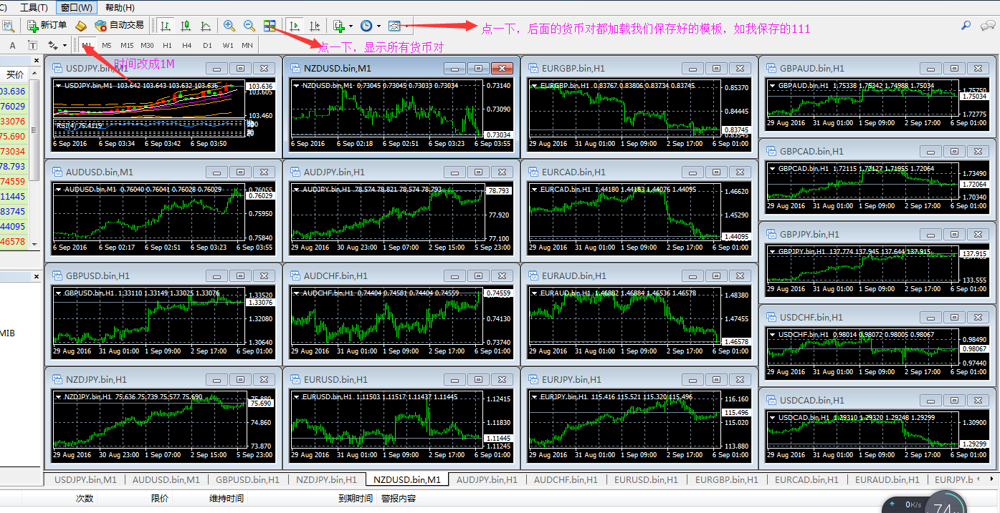 工具(T) 窗口(W) 帮助(H)
新订单 自动交易
点一下，后面的货币对都加载我们保存好的模板，如我保存的111
A T M1 M5 M15 M30 H1 H4 D1 W1 MN
点一下，显示所有货币对
时间改成1M
买价
03.636
76029
33076
75.690
73034
78.793
74559
11445
83745
44095
46578
MIB
USDJPY.bin,M1
USDJPY.bin,M1 103.642 103.643 103.632 103.636
103.636
103.605
103.460
RSI(4) 75.4119
6 Sep 2016 6 Sep 03:34 6 Sep 03:42 6 Sep 03:50
NZDUSD.bin,M1
NZDUSD.bin,M1 0.73045 0.73045 0.73033 0.73034
0.73140
0.73090
0.73034
6 Sep 2016 6 Sep 02:18 6 Sep 02:51 6 Sep 03:23 6 Sep 03:55
EURGBP.bin,H1
EURGBP.bin,H1 0.83767 0.83806 0.83734 0.83745
0.85370
0.84445
0.83745
0.83545
29 Aug 2016 31 Aug 01:00 1 Sep 09:00 2 Sep 17:00 6 Sep 01:00
GBPAUD.bin,H1
GBPAUD.bin,H1 1.75338 1.75342 1.74988 1.75034
1.75750
1.75034
1.72775
29 Aug 2016 31 Aug 01:00 1 Sep 09:00 2 Sep 17:00 6 Sep 01:00
GBPCAD.bin,H1
GBPCAD.bin,H1 1.72115 1.72127 1.71955 1.72064
1.73490
1.72064
1.70340
29 Aug 2016 31 Aug 01:00 1 Sep 09:00 2 Sep 17:00 6 Sep 01:00
AUDUSD.bin,M1
AUDUSD.bin,M1 0.76040 0.76041 0.76028 0.76029
0.76055
0.76029
0.75950
0.75840
6 Sep 2016 6 Sep 02:17 6 Sep 02:51 6 Sep 03:23 6 Sep 03:55
AUDJPY.bin,H1
AUDJPY.bin,H1 78.574 78.821 78.574 78.793
78.793
77.920
77.100
29 Aug 2016 30 Aug 23:00 1 Sep 07:00 2 Sep 15:00 5 Sep 23:00
EURCAD.bin,H1
EURCAD.bin,H1 1.44180 1.44183 1.44076 1.44095
1.46620
1.45290
1.44095
29 Aug 2016 31 Aug 01:00 1 Sep 09:00 2 Sep 17:00 6 Sep 01:00
GBPJPY.bin,H1
GBPJPY.bin,H1 137.774 137.945 137.644 137.915
137.915
133.555
29 Aug 2016 31 Aug 01:00 1 Sep 09:00 2 Sep 17:00 6 Sep 01:00
GBPUSD.bin,H1
GBPUSD.bin,H1 1.33110 1.33149 1.33025 1.33076
1.33520
1.33076
1.32080
1.30640
29 Aug 2016 31 Aug 01:00 1 Sep 09:00 2 Sep 17:00 6 Sep 01:00
AUDCHF.bin,H1
AUDCHF.bin,H1 0.74404 0.74581 0.74404 0.74559
0.74559
0.74130
0.73740
29 Aug 2016 31 Aug 01:00 1 Sep 09:00 2 Sep 17:00 6 Sep 01:00
EURAUD.bin,H1
EURAUD.bin,H1 1.46882 1.46884 1.46536 1.46578
1.48380
1.47455
1.46578
29 Aug 2016 31 Aug 01:00 1 Sep 09:00 2 Sep 17:00 6 Sep 01:00
USDCHF.bin,H1
USDCHF.bin,H1 0.98014 0.98072 0.98005 0.98067
0.98490
0.98067
0.97440
29 Aug 2016 31 Aug 01:00 1 Sep 09:00 2 Sep 17:00 6 Sep 01:00
NZDJPY.bin,H1
NZDJPY.bin,H1 75.636 75.739 75.577 75.690
75.880
75.690
74.860
73.870
29 Aug 2016 30 Aug 23:00 1 Sep 07:00 2 Sep 15:00 5 Sep 23:00
EURUSD.bin,H1
EURUSD.bin,H1 1.11503 1.11517 1.11437 1.11445
1.12415
1.11830
1.11445
1.11245
29 Aug 2016 31 Aug 01:00 1 Sep 09:00 2 Sep 17:00 6 Sep 01:00
EURJPY.bin,H1
EURJPY.bin,H1 115.416 115.521 115.320 115.496
116.160
115.496
115.020
113.880
29 Aug 2016 31 Aug 01:00 1 Sep 09:00 2 Sep 17:00 6 Sep 01:00
USDCAD.bin,H1
USDCAD.bin,H1 1.29310 1.29320 1.29248 1.29299
1.30900
1.29299
29 Aug 2016 31 Aug 01:00 1 Sep 09:00 2 Sep 17:00 6 Sep 01:00
USDJPY.bin,M1 AUDUSD.bin,M1 GBPUSD.bin,H1 NZDJPY.bin,H1 NZDUSD.bin,M1 AUDJPY.bin,H1 AUDCHF.bin,H1 EURUSD.bin,H1 EURGBP.bin,H1 EURCAD.bin,H1 EURAUD.bin,H1 EURJPY.b
次数 限价 维持时间 到期时间 警报内容
0K/s 74